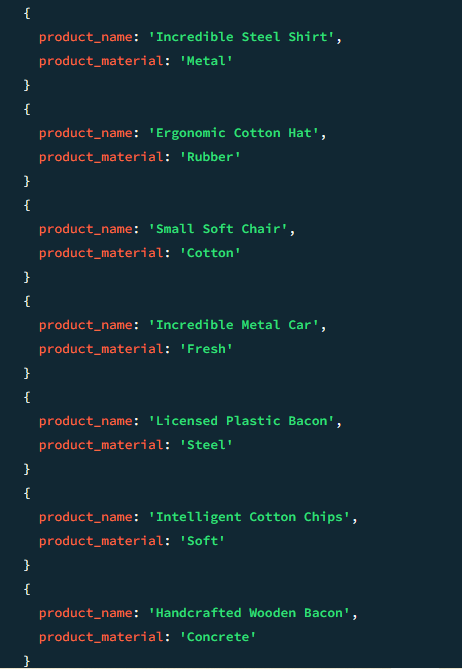 {
product_name: 'Incredible Steel Shirt',
product_material: 'Metal'
}
{
product_name: 'Ergonomic Cotton Hat',
product_material: 'Rubber'
}
{
product_name: 'Small Soft Chair',
product_material: 'Cotton'
}
{
product_name: 'Incredible Metal Car',
product_material: 'Fresh'
}
{
product_name: 'Licensed Plastic Bacon',
product_material: 'Steel'
}
{
product_name: 'Intelligent Cotton Chips',
product_material: 'Soft'
}
{
product_name: 'Handcrafted Wooden Bacon',
product_material: 'Concrete'
}